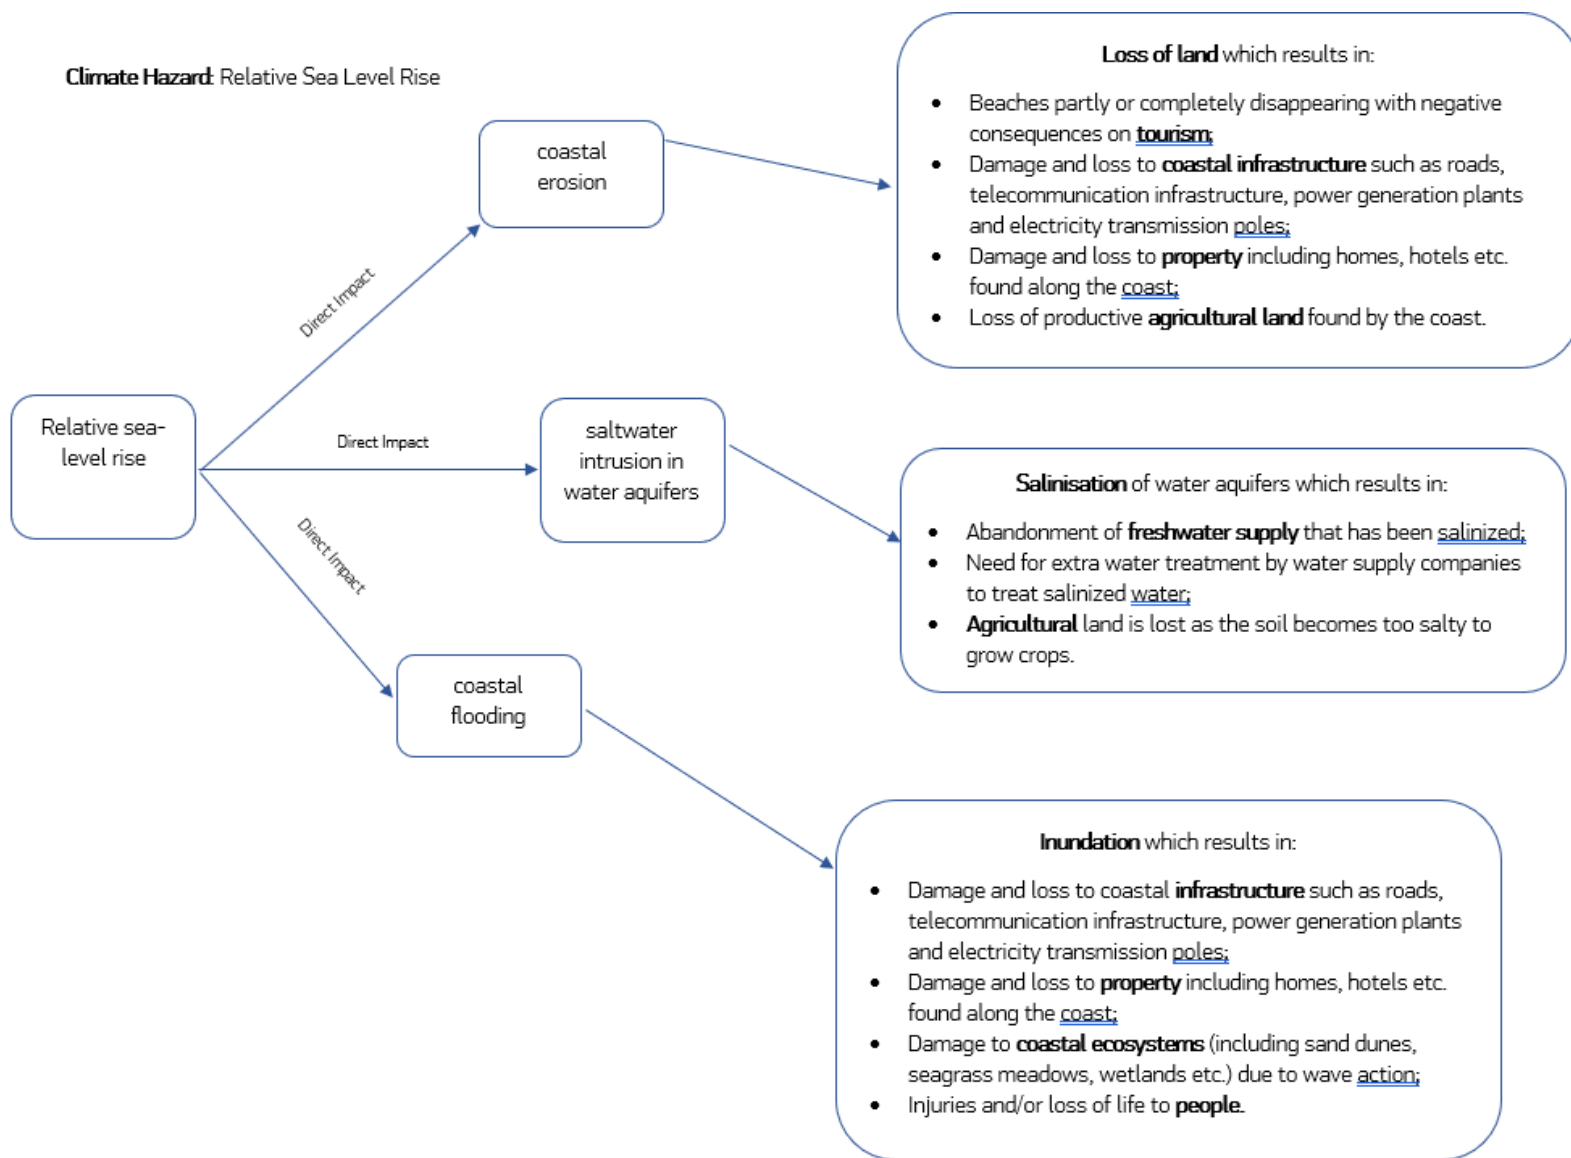 Climate Hazard: Relative Sea Level Rise
Relative sea-
level rise
Direct Impact
coastal
erosion
Loss of land which results in:
• Beaches partly or completely disappearing with negative
consequences on tourism;
• Damage and loss to coastal infrastructure such as roads,
telecommunication infrastructure, power generation plants
and electricity transmission poles;
• Damage and loss to property including homes, hotels etc.
found along the coast;
• Loss of productive agricultural land found by the coast.
Direct Impact
saltwater
intrusion in
water aquifers
Salinisation of water aquifers which results in:
• Abandonment of freshwater supply that has been salinized;
• Need for extra water treatment by water supply companies
to treat salinized water;
• Agricultural land is lost as the soil becomes too salty to
grow crops.
Direct Impact
coastal
flooding
Inundation which results in:
• Damage and loss to coastal infrastructure such as roads,
telecommunication infrastructure, power generation plants
and electricity transmission poles;
• Damage and loss to property including homes, hotels etc.
found along the coast;
• Damage to coastal ecosystems (including sand dunes,
seagrass meadows, wetlands etc.) due to wave action;
• Injuries and/or loss of life to people.